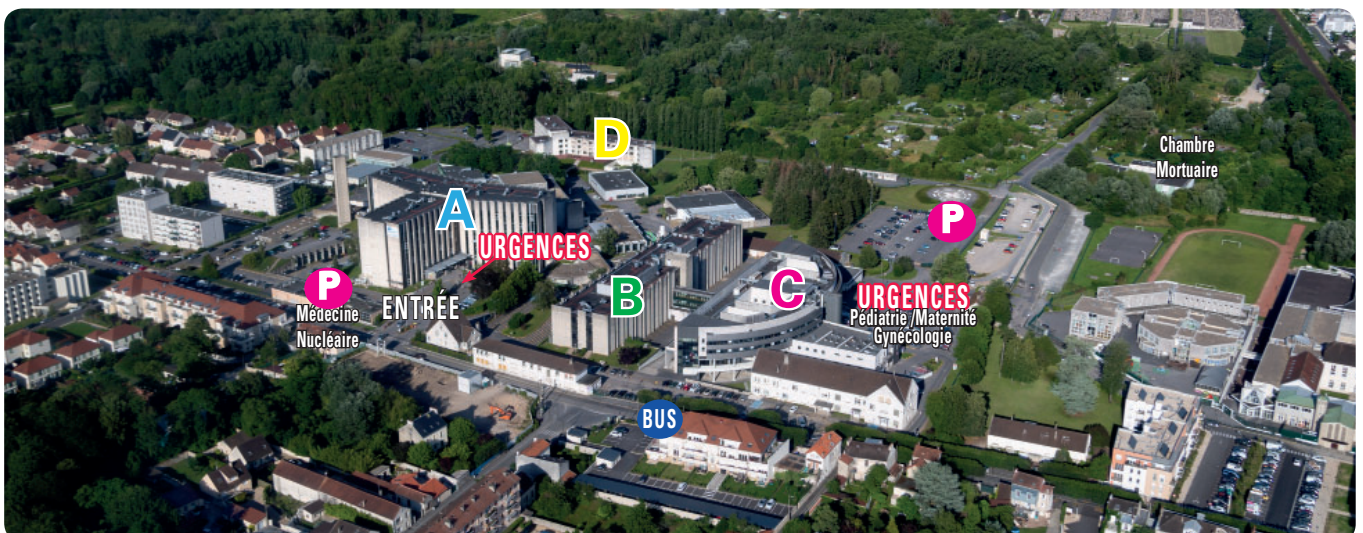 D
Chambre
Mortuaire
A
P
URGENCES
P
Médecine
Nucléaire
ENTRÉE
B
C
URGENCES
Pédiatrie/Maternité
Gynécologie
BUS